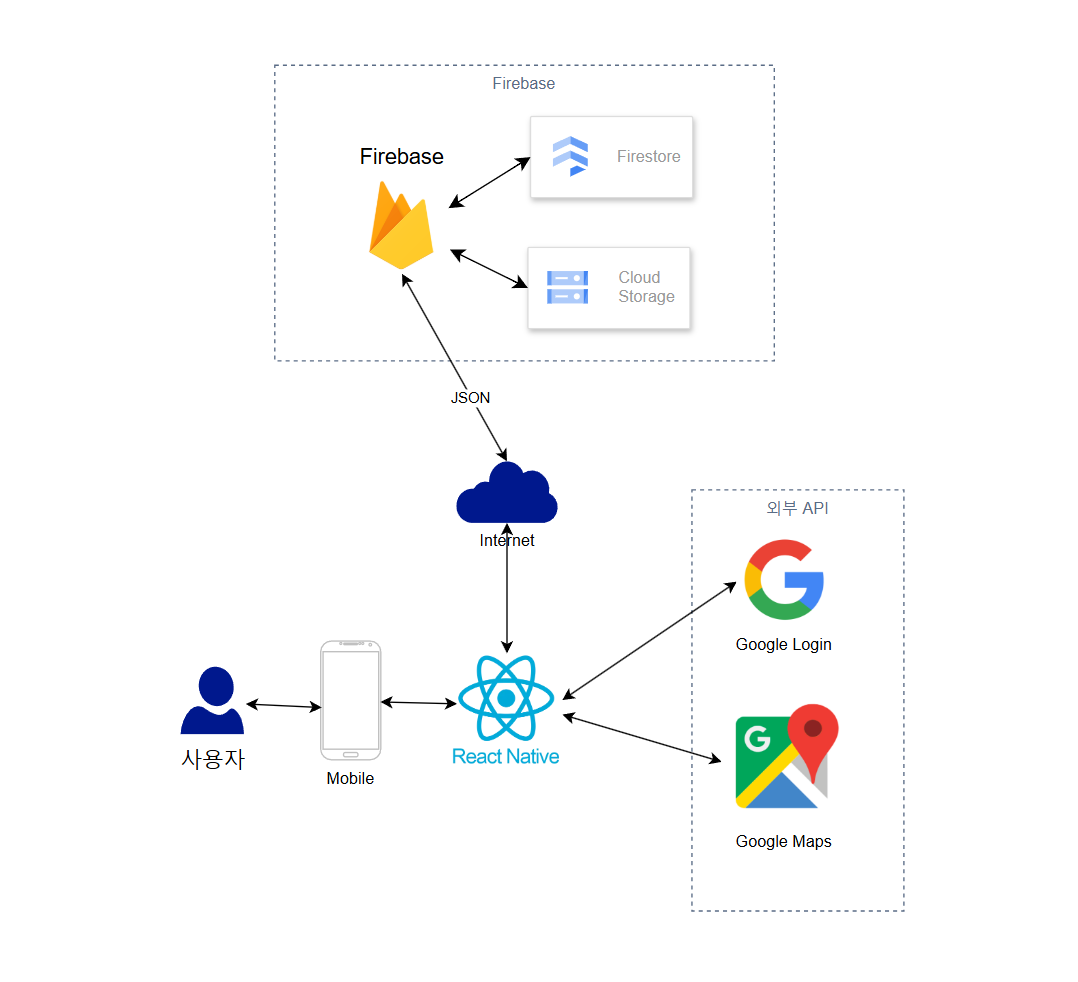 Firebase
Firebase
Firestore
Cloud
Storage
JSON
Internet
외부 API
Google Login
사용자
Mobile
React Native
G
Google Maps